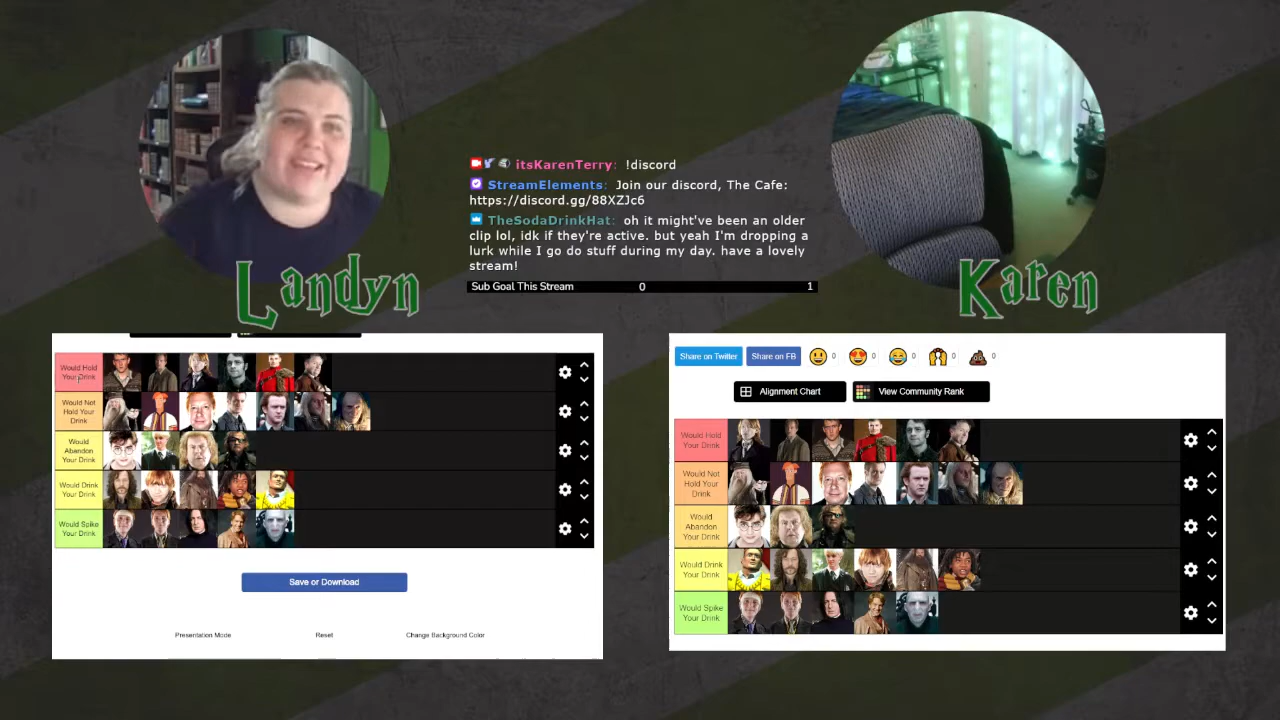 itsKarenTerry: !discord
StreamElements: Join our discord, The Cafe:
https://discord.gg/88XZJc6
TheSodaDrinkHat: oh it might've been an older
clip lol, idk if they're active. but yeah I'm dropping a
lurk while I go do stuff during my day. have a lovely
stream!
Sub Goal This Stream 0 1
Landyn
Karen
Would Hold
Your Drink
Would Not
Hold Your
Drink
Would
Abandon
Your Drink
Would Drink
Your Drink
Would Spike
Your Drink
Save or Download
Presentation Mode Reset Change Background Color
Share on Twitter Share on FB 0 0 0 0 0
Alignment Chart View Community Rank
Would Hold
Your Drink
Would Not
Hold Your
Drink
Would
Abandon
Your Drink
Would Drink
Your Drink
Would Spike
Your Drink